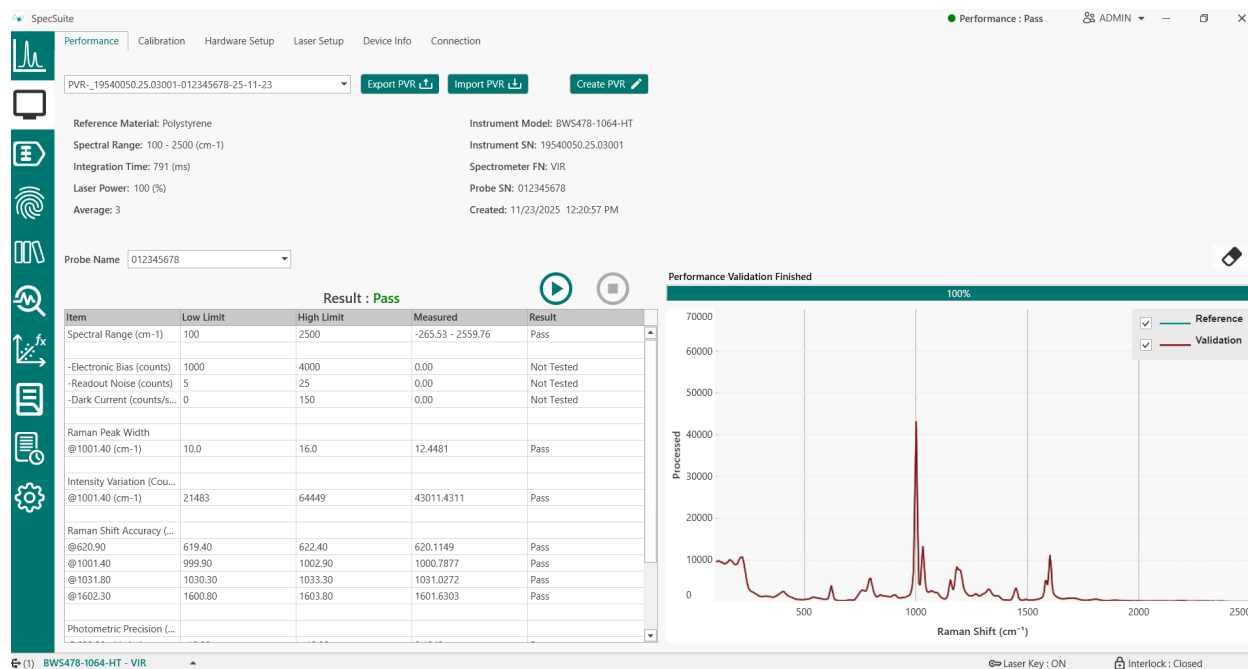 SpecSuite
Performance : Pass
ADMIN
Performance
Calibration
Hardware Setup
Laser Setup
Device Info
Connection
PVR-_19540050.25.03001-012345678-25-11-23
Export PVR
Import PVR
Create PVR
Reference Material: Polystyrene
Instrument Model: BWS478-1064-HT
Spectral Range: 100 - 2500 (cm-1)
Instrument SN: 19540050.25.03001
Integration Time: 791 (ms)
Spectrometer FN: VIR
Laser Power: 100 (%)
Probe SN: 012345678
Average: 3
Created: 11/23/2025 12:20:57 PM
Probe Name 012345678
Result : Pass
Item Low Limit High Limit Measured Result
Spectral Range (cm-1) 100 2500 -265.53 - 2559.76 Pass
-Electronic Bias (counts) 1000 4000 0.00 Not Tested
-Readout Noise (counts) 5 25 0.00 Not Tested
-Dark Current (counts/s... 0 150 0.00 Not Tested
Raman Peak Width
@1001.40 (cm-1) 10.0 16.0 12.4481 Pass
Intensity Variation (Cou...
@1001.40 (cm-1) 21483 64449 43011.4311 Pass
Raman Shift Accuracy (...
@620.90 619.40 622.40 620.1149 Pass
@1001.40 999.90 1002.90 1000.7877 Pass
@1031.80 1030.30 1033.30 1031.0272 Pass
@1602.30 1600.80 1603.80 1601.6303 Pass
Photometric Precision (...
Performance Validation Finished
100%
Reference
Validation
70000
60000
50000
40000
30000
20000
10000
0
Processed
500 1000 1500 2000 2500
Raman Shift (cm⁻¹)
(1) BWS478-1064-HT - VIR
Laser Key : ON
Interlock : Closed